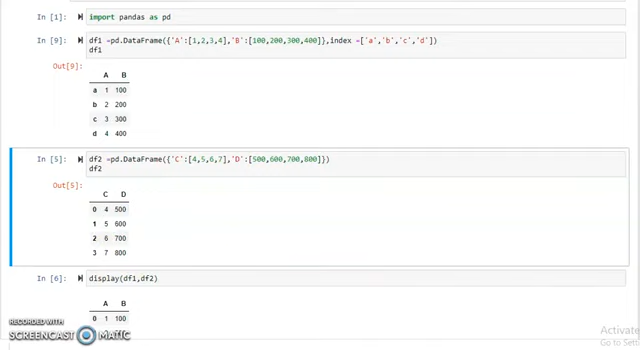 In [1]: import pandas as pd
In [9]: df1 =pd.DataFrame({'A':[1,2,3,4],'B':[100,200,300,400]},index =['a','b','c','d'])
df1
Out[9]:
A B
a 1 100
b 2 200
c 3 300
d 4 400
In [5]: df2 =pd.DataFrame({'C':[4,5,6,7],'D':[500,600,700,800]})
df2
Out[5]:
C D
0 4 500
1 5 600
2 6 700
3 7 800
In [6]: display(df1,df2)
A B
0 1 100
RECORDED WITH
SCREENCAST MATIC
Activate
Go to Sett